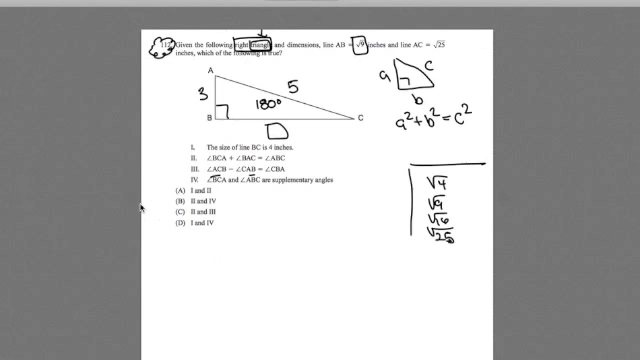 112. Given the following right triangle and dimensions, line AB = √9 inches and line AC = √25
inches, which of the following is true?
A
3
5
180°
B
C
a
c
b
a² + b² = c²
I. The size of line BC is 4 inches.
II. ∠BCA + ∠BAC = ∠ABC
III. ∠ACB − ∠CAB = ∠CBA
IV. ∠BCA and ∠ABC are supplementary angles
(A) I and II
(B) II and IV
(C) II and III
(D) I and IV
√4
√9
√16
√25